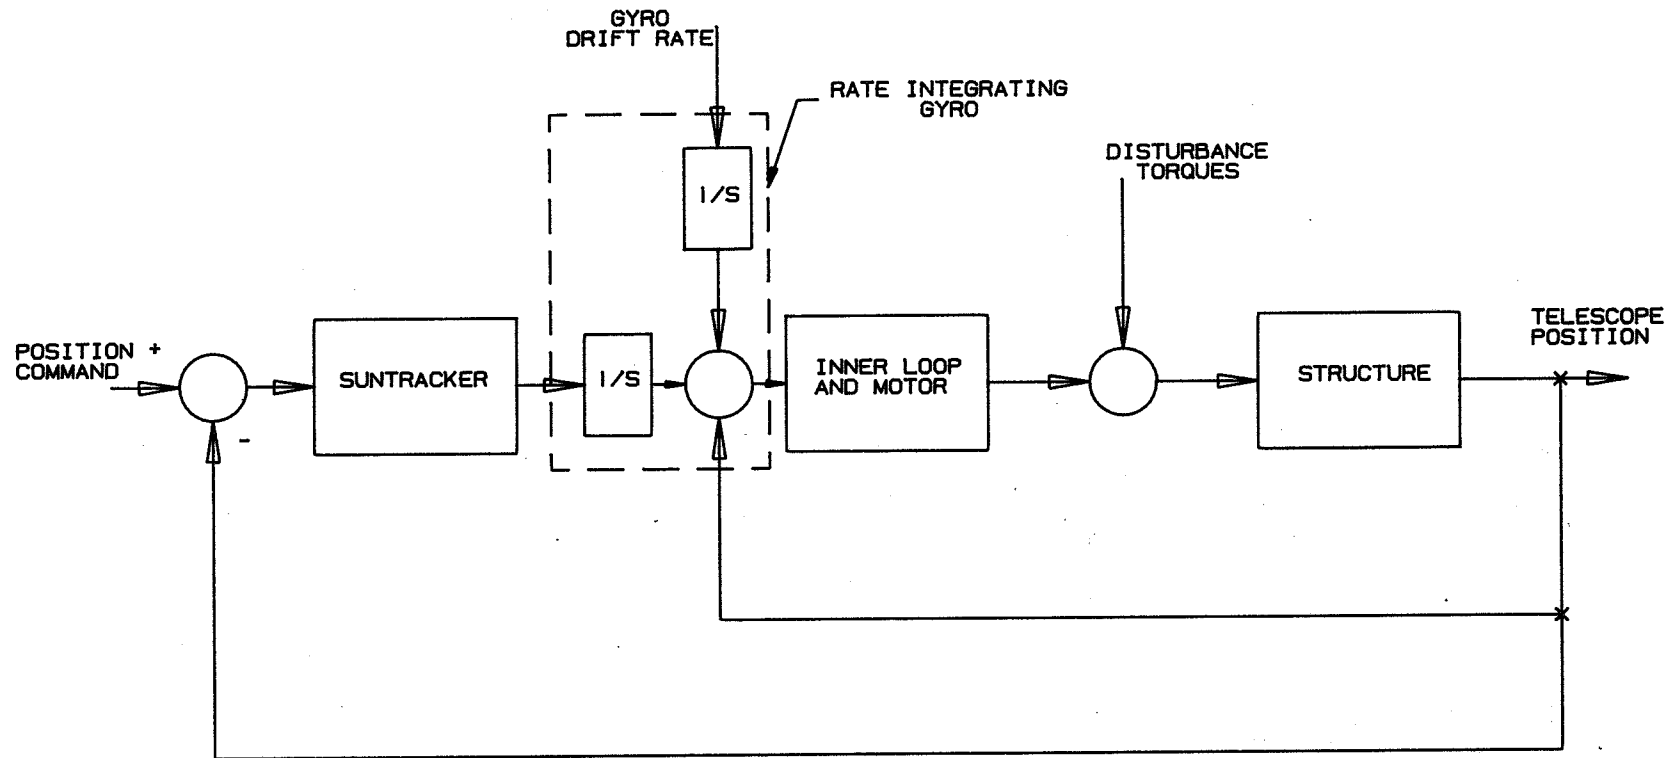 GYRO
DRIFT RATE
RATE INTEGRATING
GYRO
DISTURBANCE
TORQUES
1/S
TELESCOPE
POSITION
POSITION +
COMMAND
SUNTRACKER
1/S
INNER LOOP
AND MOTOR
STRUCTURE
-